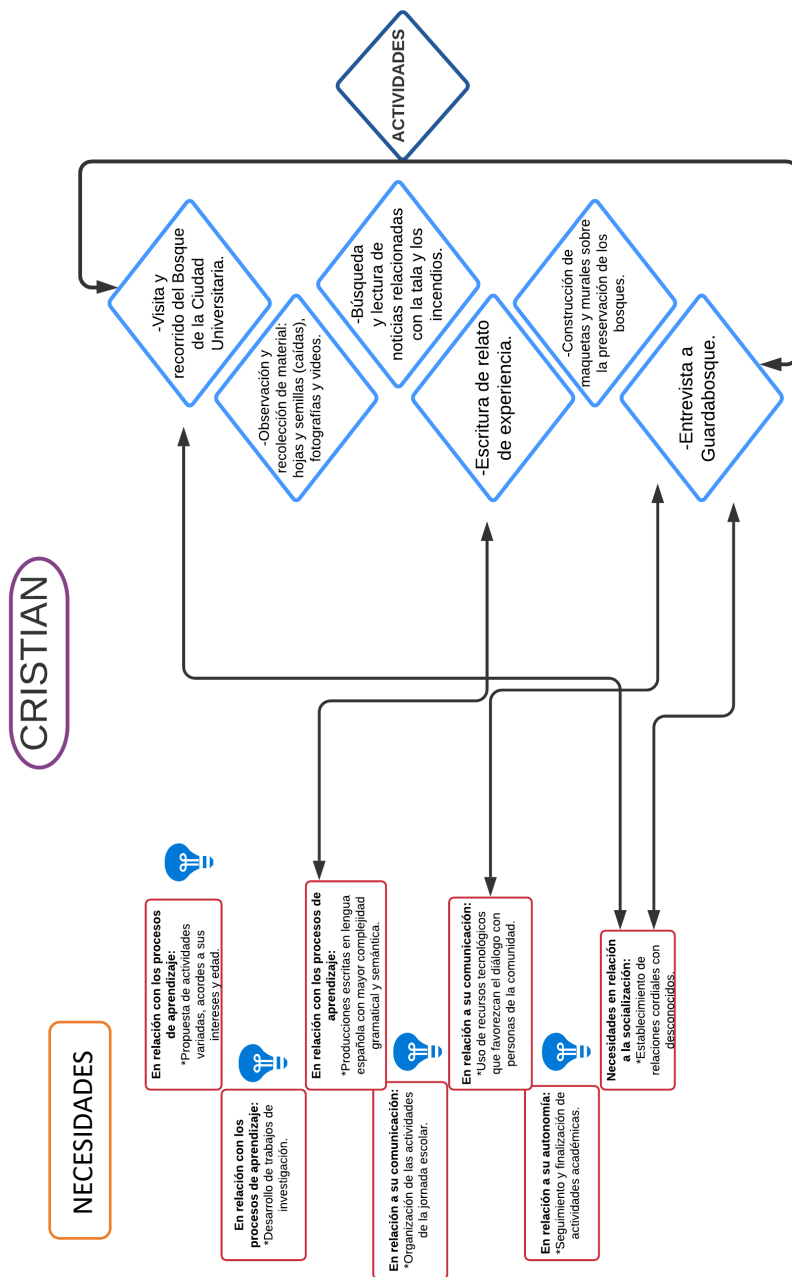 CRISTIAN
NECESIDADES
En relación con los procesos
de aprendizaje:
*Propuesta de actividades
variadas, acordes a sus
intereses y edad.
En relación con los
procesos de aprendizaje:
*Desarrollo de trabajos de
investigación.
En relación con los procesos de
aprendizaje:
*Producciones escritas en lengua
española con mayor complejidad
gramatical y semántica.
En relación a su comunicación:
*Organización de las actividades
de la jornada escolar.
En relación a su comunicación:
*Uso de recursos tecnológicos
que favorezcan el diálogo con
personas de la comunidad.
En relación a su autonomía:
*Seguimiento y finalización de
actividades académicas.
Necesidades en relación
a la socialización:
*Establecimiento de
relaciones cordiales con
desconocidos.
ACTIVIDADES
-Visita y
recorrido del Bosque
de la Ciudad
Universitaria.
-Observación y
recolección de material:
hojas y semillas (caídas),
fotografías y videos.
-Búsqueda
y lectura de
noticias relacionadas
con la tala y los
incendios.
-Escritura de relato
de experiencia.
-Construcción de
maquetas y murales sobre
la preservación de los
bosques.
-Entrevista a
Guardabosque.